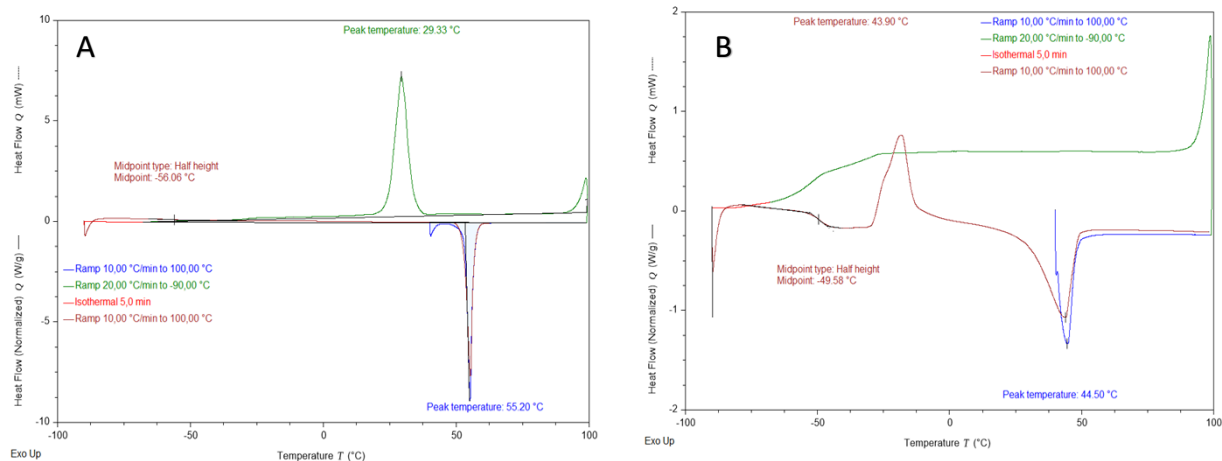 A
Peak temperature: 29.33 °C
Midpoint type: Half height
Midpoint: -56.06 °C
Ramp 10,00 °C/min to 100,00 °C
Ramp 20,00 °C/min to -90,00 °C
Isothermal 5,0 min
Ramp 10,00 °C/min to 100,00 °C
Peak temperature: 55.20 °C
Heat Flow Q (mW)
Heat Flow (Normalized) Q (W/g)
10
5
0
-5
-10
-100
-50
0
50
100
Exo Up
Temperature T (°C)
B
Peak temperature: 43.90 °C
Ramp 10,00 °C/min to 100,00 °C
Ramp 20,00 °C/min to -90,00 °C
Isothermal 5,0 min
Ramp 10,00 °C/min to 100,00 °C
Midpoint type: Half height
Midpoint: -49.58 °C
Peak temperature: 44.50 °C
Heat Flow Q (mW)
Heat Flow (Normalized) Q (W/g)
2
1
0
-1
-2
-100
-50
0
50
100
Exo Up
Temperature T (°C)